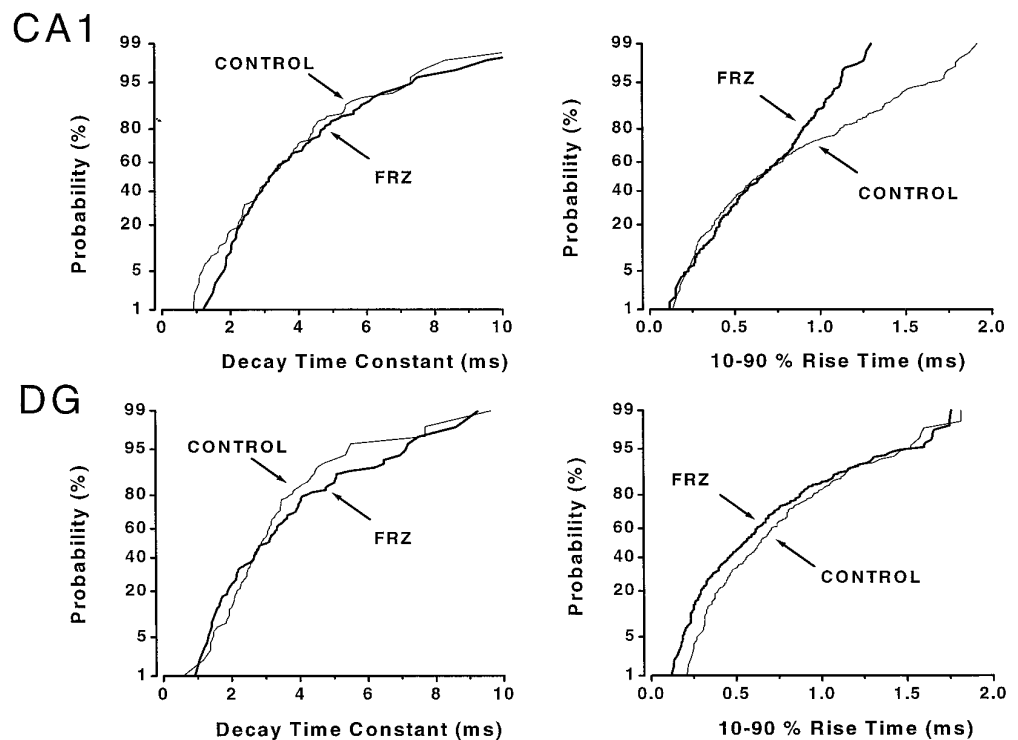 CA1
99
95
80
60
40
20
5
1
Probability (%)
CONTROL
FRZ
0 2 4 6 8 10
Decay Time Constant (ms)
99
95
80
60
40
20
5
1
Probability (%)
FRZ
CONTROL
0.0 0.5 1.0 1.5 2.0
10-90 % Rise Time (ms)
DG
99
95
80
60
40
20
5
1
Probability (%)
CONTROL
FRZ
0 2 4 6 8 10
Decay Time Constant (ms)
99
95
80
60
40
20
5
1
Probability (%)
FRZ
CONTROL
0.0 0.5 1.0 1.5 2.0
10-90 % Rise Time (ms)